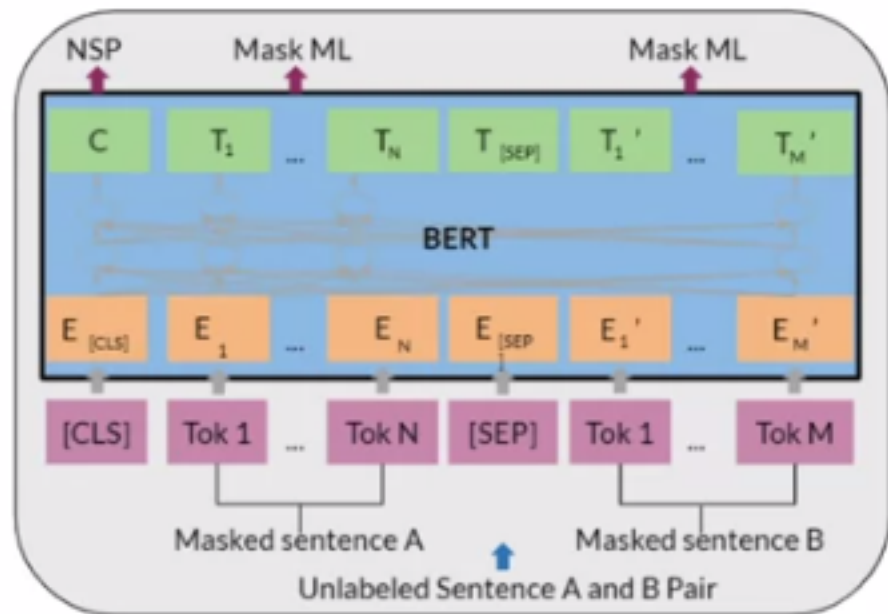 NSP Mask ML Mask ML
C T1 ... TN T[SEP] T1' ... TM'
BERT
E[CLS] E1 ... EN E[SEP] E1' ... EM'
[CLS] Tok 1 ... Tok N [SEP] Tok 1 ... Tok M
Masked sentence A Masked sentence B
Unlabeled Sentence A and B Pair